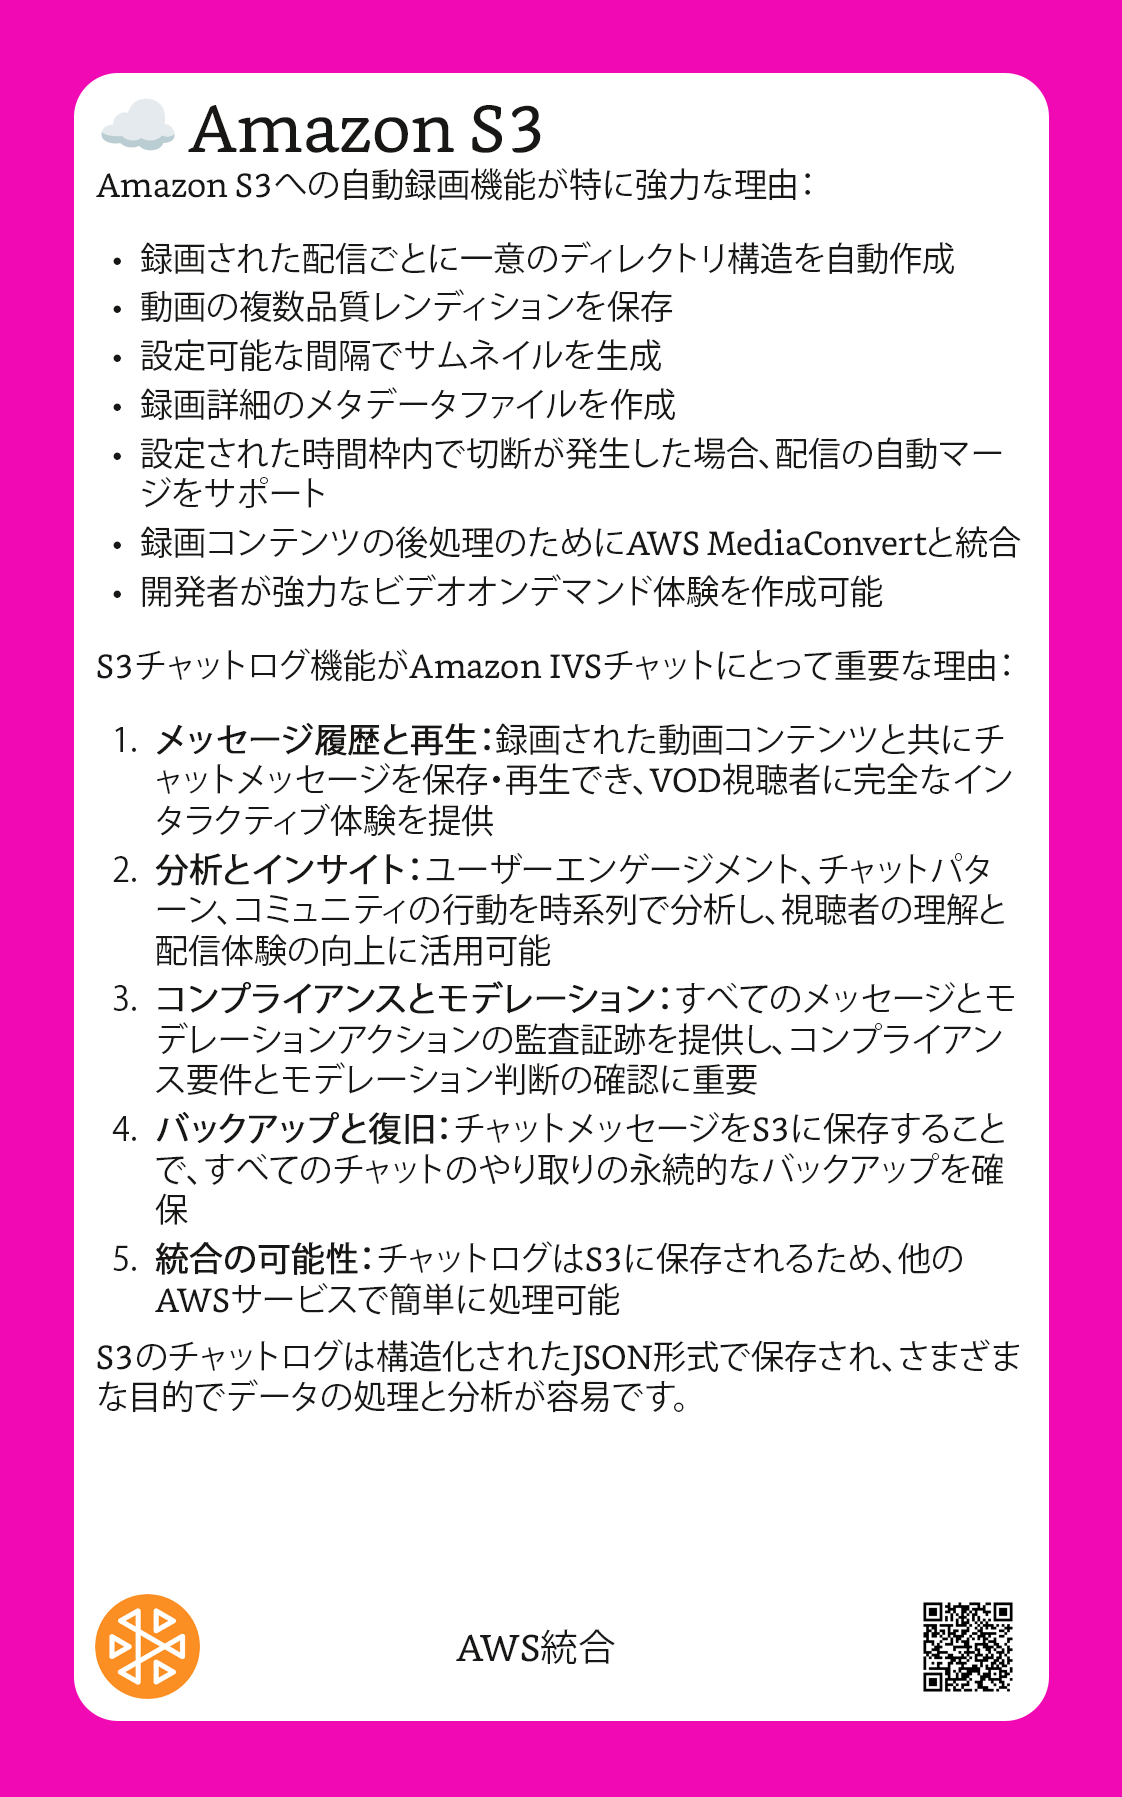 Amazon S3
Amazon S3への自動録画機能が特に強力な理由：
• 録画された配信ごとに一意のディレクトリ構造を自動作成
• 動画の複数品質レンディションを保存
• 設定可能な間隔でサムネイルを生成
• 録画詳細のメタデータファイルを作成
• 設定された時間枠内で切断が発生した場合、配信の自動マー
ジをサポート
• 録画コンテンツの後処理のためにAWS MediaConvertと統合
• 開発者が強力なビデオオンデマンド体験を作成可能
S3チャットログ機能がAmazon IVSチャットにとって重要な理由：
1. メッセージ履歴と再生：録画された動画コンテンツと共にチ
ャットメッセージを保存・再生でき、VOD視聴者に完全なイン
タラクティブ体験を提供
2. 分析とインサイト：ユーザーエンゲージメント、チャットパタ
ーン、コミュニティの行動を時系列で分析し、視聴者の理解と
配信体験の向上に活用可能
3. コンプライアンスとモデレーション：すべてのメッセージとモ
デレーションアクションの監査証跡を提供し、コンプライアン
ス要件とモデレーション判断の確認に重要
4. バックアップと復旧：チャットメッセージをS3に保存すること
で、すべてのチャットのやり取りの永続的なバックアップを確
保
5. 統合の可能性：チャットログはS3に保存されるため、他の
AWSサービスで簡単に処理可能
S3のチャットログは構造化されたJSON形式で保存され、さまざま
な目的でデータの処理と分析が容易です。
AWS統合